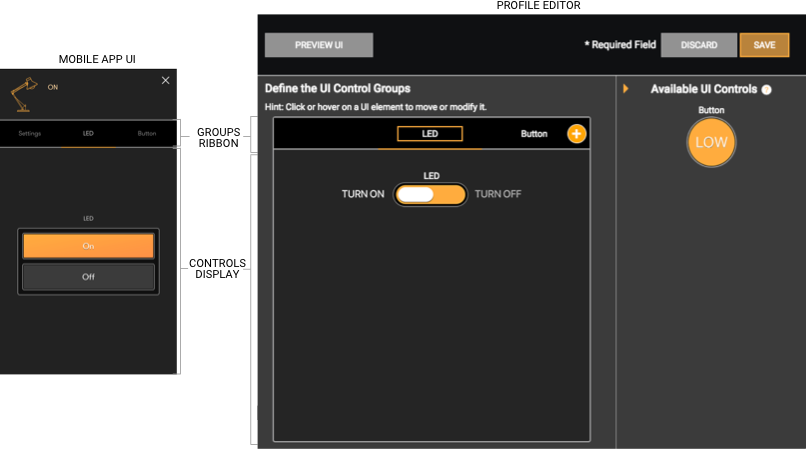 PROFILE EDITOR
MOBILE APP UI
ON
Settings
LED
Button
LED
On
Off
GROUPS
RIBBON
CONTROLS
DISPLAY
PREVIEW UI
* Required Field
DISCARD
SAVE
Define the UI Control Groups
Hint: Click or hover on a UI element to move or modify it.
LED
Button
+
LED
TURN ON
TURN OFF
Available UI Controls
Button
LOW